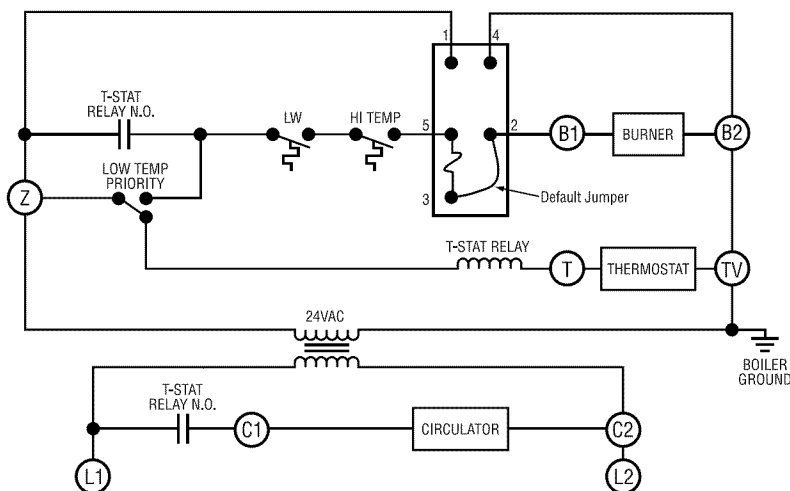 1
4
T-STAT
RELAY N.O.
LW
HI TEMP
5
2
B1
BURNER
B2
LOW TEMP
PRIORITY
Z
3
Default Jumper
T-STAT RELAY
T
THERMOSTAT
TV
24VAC
BOILER
GROUND
T-STAT
RELAY N.O.
C1
CIRCULATOR
C2
L1
L2